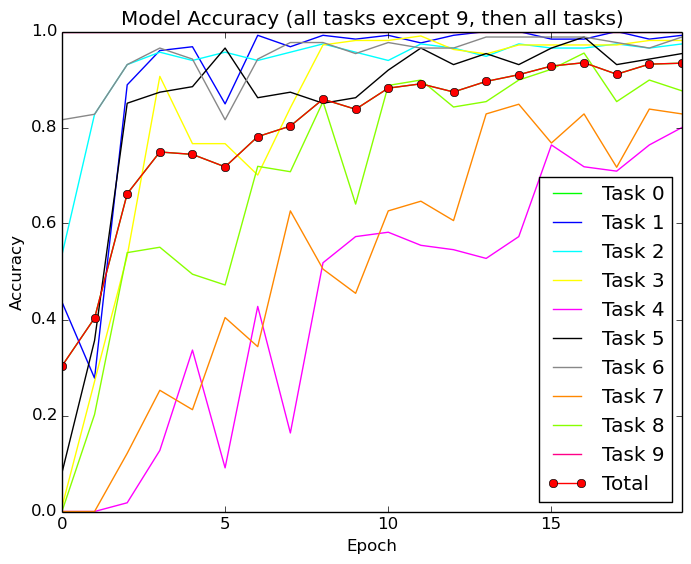 Model Accuracy (all tasks except 9, then all tasks)
1.0
0.8
0.6
0.4
0.2
0.0
Accuracy
0 5 10 15
Epoch
Task 0
Task 1
Task 2
Task 3
Task 4
Task 5
Task 6
Task 7
Task 8
Task 9
Total